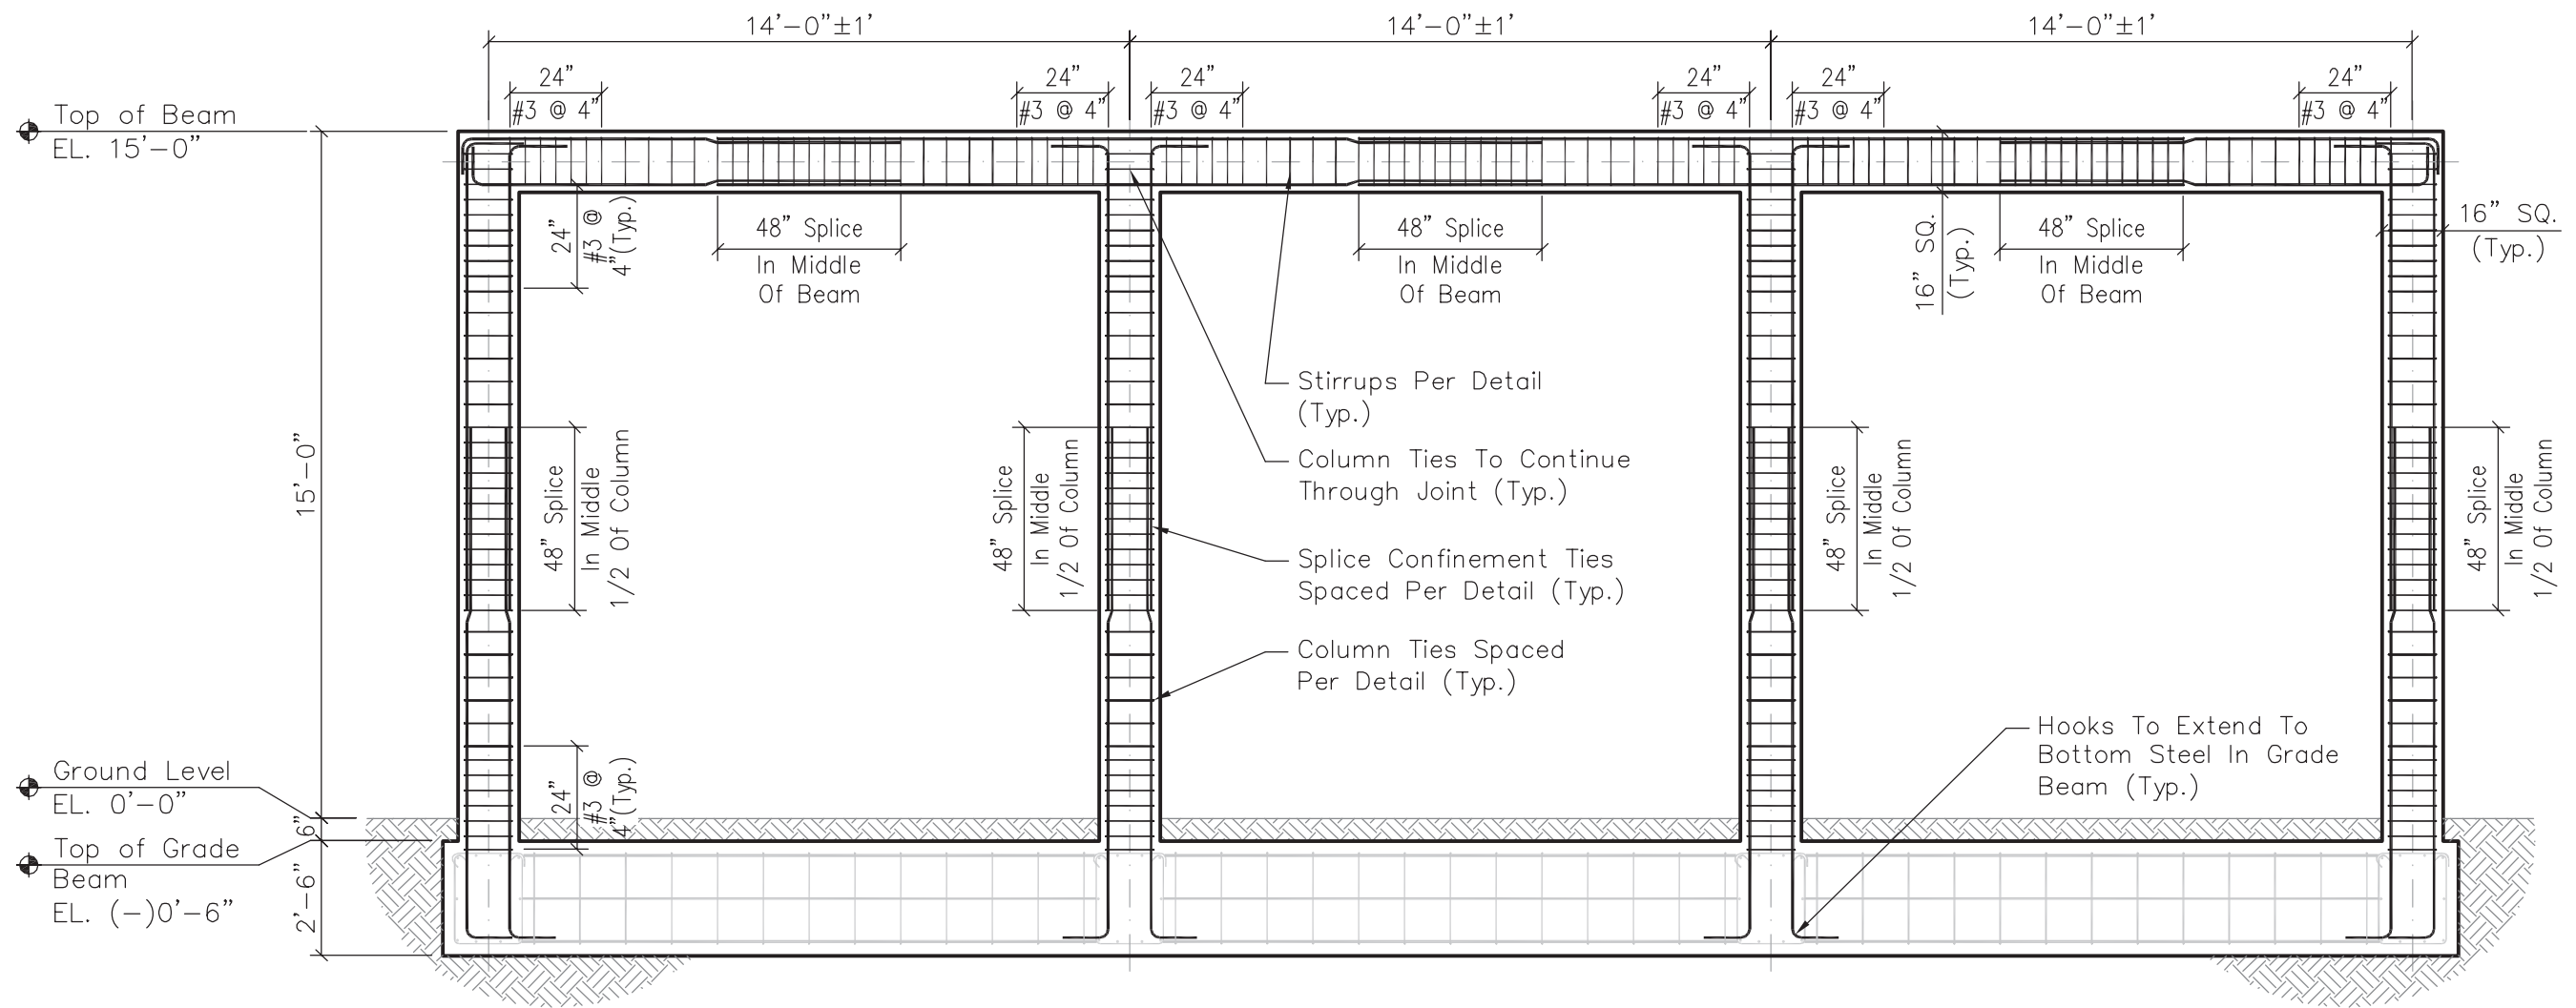 14'-0"±1'
14'-0"±1'
14'-0"±1'
24"
#3 @ 4"
24"
#3 @ 4"
24"
#3 @ 4"
24"
#3 @ 4"
24"
#3 @ 4"
24"
#3 @ 4"
Top of Beam
EL. 15'-0"
24"
#3 @
4"(Typ.)
48" Splice
In Middle
Of Beam
48" Splice
In Middle
Of Beam
16" SQ.
(Typ.)
48" Splice
In Middle
Of Beam
16" SQ.
(Typ.)
Stirrups Per Detail
(Typ.)
Column Ties To Continue
Through Joint (Typ.)
Splice Confinement Ties
Spaced Per Detail (Typ.)
Column Ties Spaced
Per Detail (Typ.)
15'-0"
48" Splice
In Middle
1/2 Of Column
48" Splice
In Middle
1/2 Of Column
48" Splice
In Middle
1/2 Of Column
48" Splice
In Middle
1/2 Of Column
Hooks To Extend To
Bottom Steel In Grade
Beam (Typ.)
24"
#3 @
4"(Typ.)
Ground Level
EL. 0'-0"
6"
Top of Grade
Beam
EL. (-)0'-6"
2'-6"